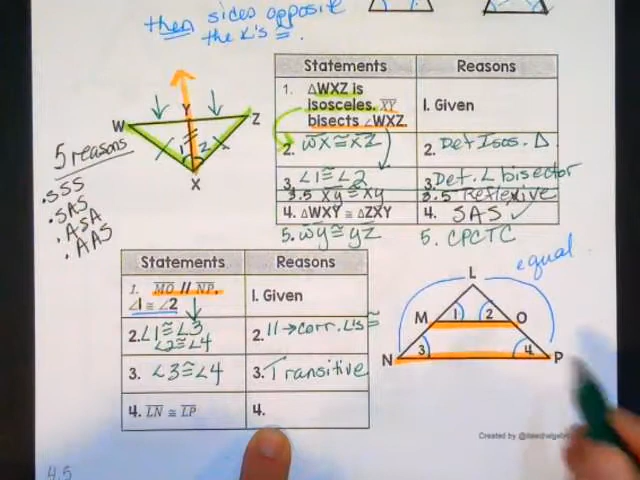 then sides opposite
the ∠'s ≅.
Statements Reasons
1. △WXZ is
isosceles. XY
bisects ∠WXZ.
1. Given
2. WX ≅ XZ 2. Def Isos. △.
3. ∠1 ≅ ∠2 3. Def. ∠ bisector
3.5 XY ≅ XY 3.5 Reflexive
4. △WXY ≅ △ZXY 4. SAS ✓
5. WY ≅ YZ 5. CPCTC
W
Y
Z
1 2
X
5 reasons
• SSS
• SAS
• ASA
• AAS
Statements Reasons
1. MO // NP,
∠1 ≅ ∠2
1. Given
2. ∠1 ≅ ∠3
∠2 ≅ ∠4
2. || → corr. ∠'s ≅
3. ∠3 ≅ ∠4 3. Transitive
4. LN ≅ LP 4.
equal
L
M 1 2 O
N 3 4 P
4.5